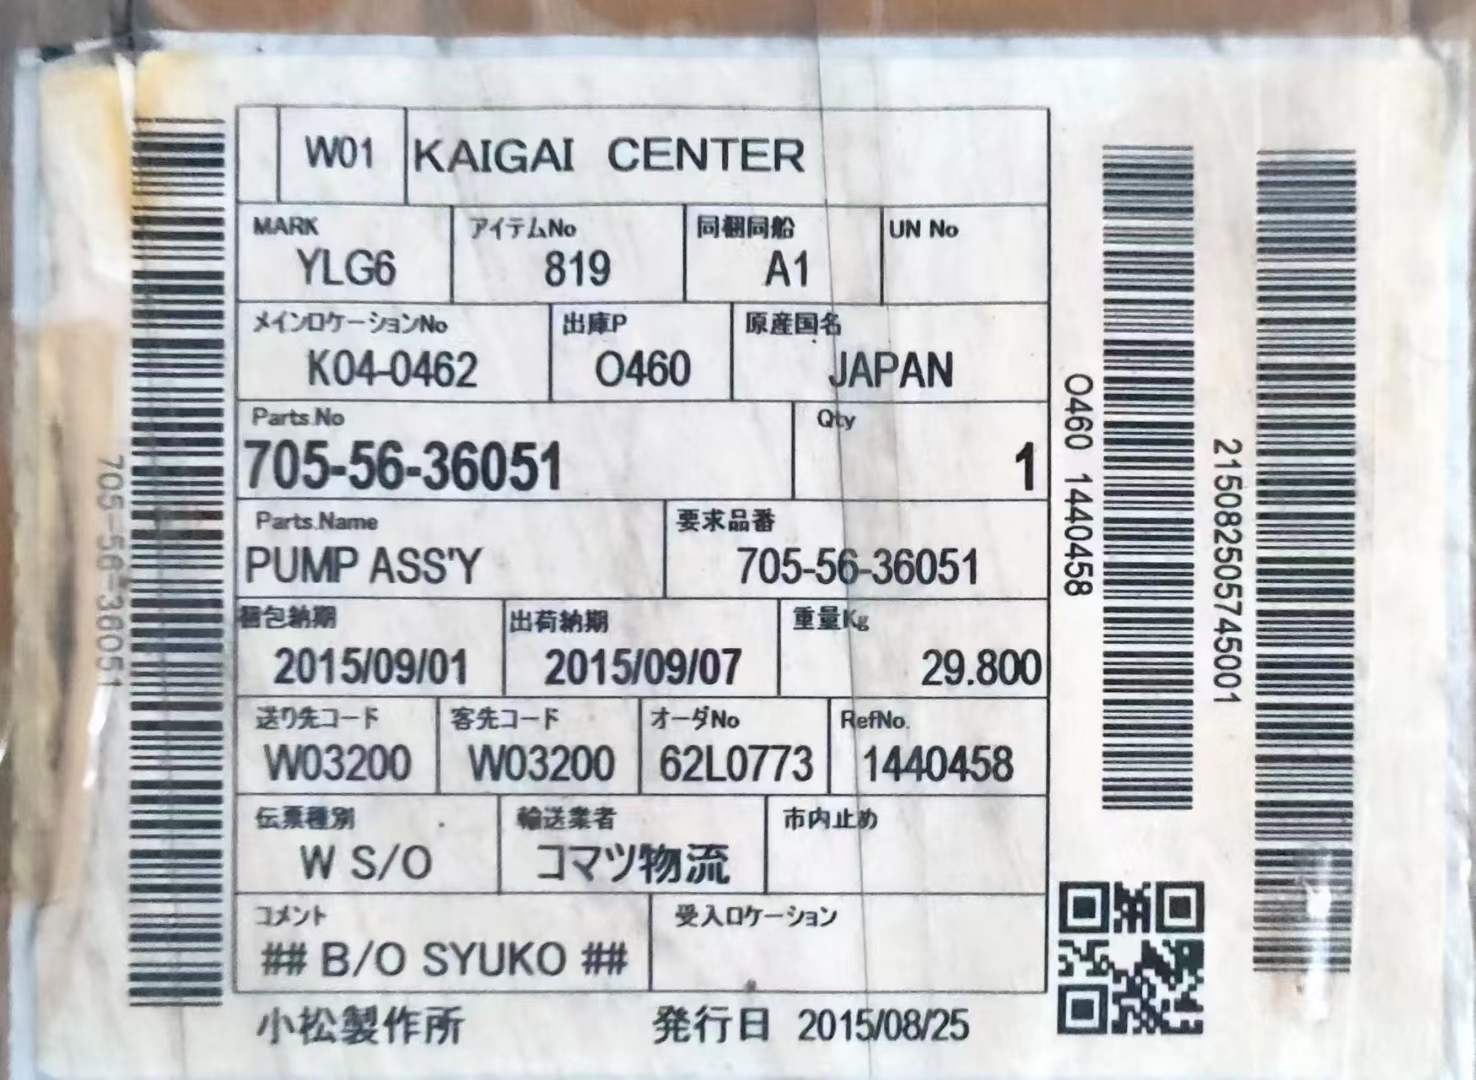 W01 KAIGAI CENTER
MARK アイテムNo 同梱同船 UN No
YLG6 819 A1
メインロケーションNo 出庫P 原産国名
K04-0462 O460 JAPAN
Parts.No Qty
705-56-36051 1
Parts.Name 要求品番
PUMP ASS'Y 705-56-36051
梱包納期 出荷納期 重量Kg
2015/09/01 2015/09/07 29.800
送り先コード 客先コード オーダNo RefNo.
W03200 W03200 62L0773 1440458
伝票種別 輸送業者 市内止め
W S/O コマツ物流
コメント 受入ロケーション
## B/O SYUKO ##
小松製作所 発行日 2015/08/25
705-56-36051
O460 1440458
215082505745001